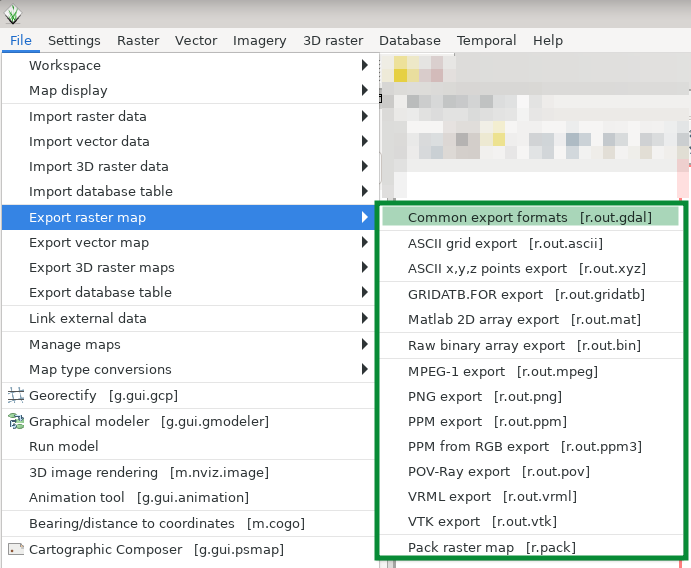 File Settings Raster Vector Imagery 3D raster Database Temporal Help
Workspace
Map display
Import raster data
Import vector data
Import 3D raster data
Import database table
Export raster map
Export vector map
Export 3D raster maps
Export database table
Link external data
Manage maps
Map type conversions
Georectify [g.gui.gcp]
Graphical modeler [g.gui.gmodeler]
Run model
3D image rendering [m.nviz.image]
Animation tool [g.gui.animation]
Bearing/distance to coordinates [m.cogo]
Cartographic Composer [g.gui.psmap]
Common export formats [r.out.gdal]
ASCII grid export [r.out.ascii]
ASCII x,y,z points export [r.out.xyz]
GRIDATB.FOR export [r.out.gridatb]
Matlab 2D array export [r.out.mat]
Raw binary array export [r.out.bin]
MPEG-1 export [r.out.mpeg]
PNG export [r.out.png]
PPM export [r.out.ppm]
PPM from RGB export [r.out.ppm3]
POV-Ray export [r.out.pov]
VRML export [r.out.vrml]
VTK export [r.out.vtk]
Pack raster map [r.pack]